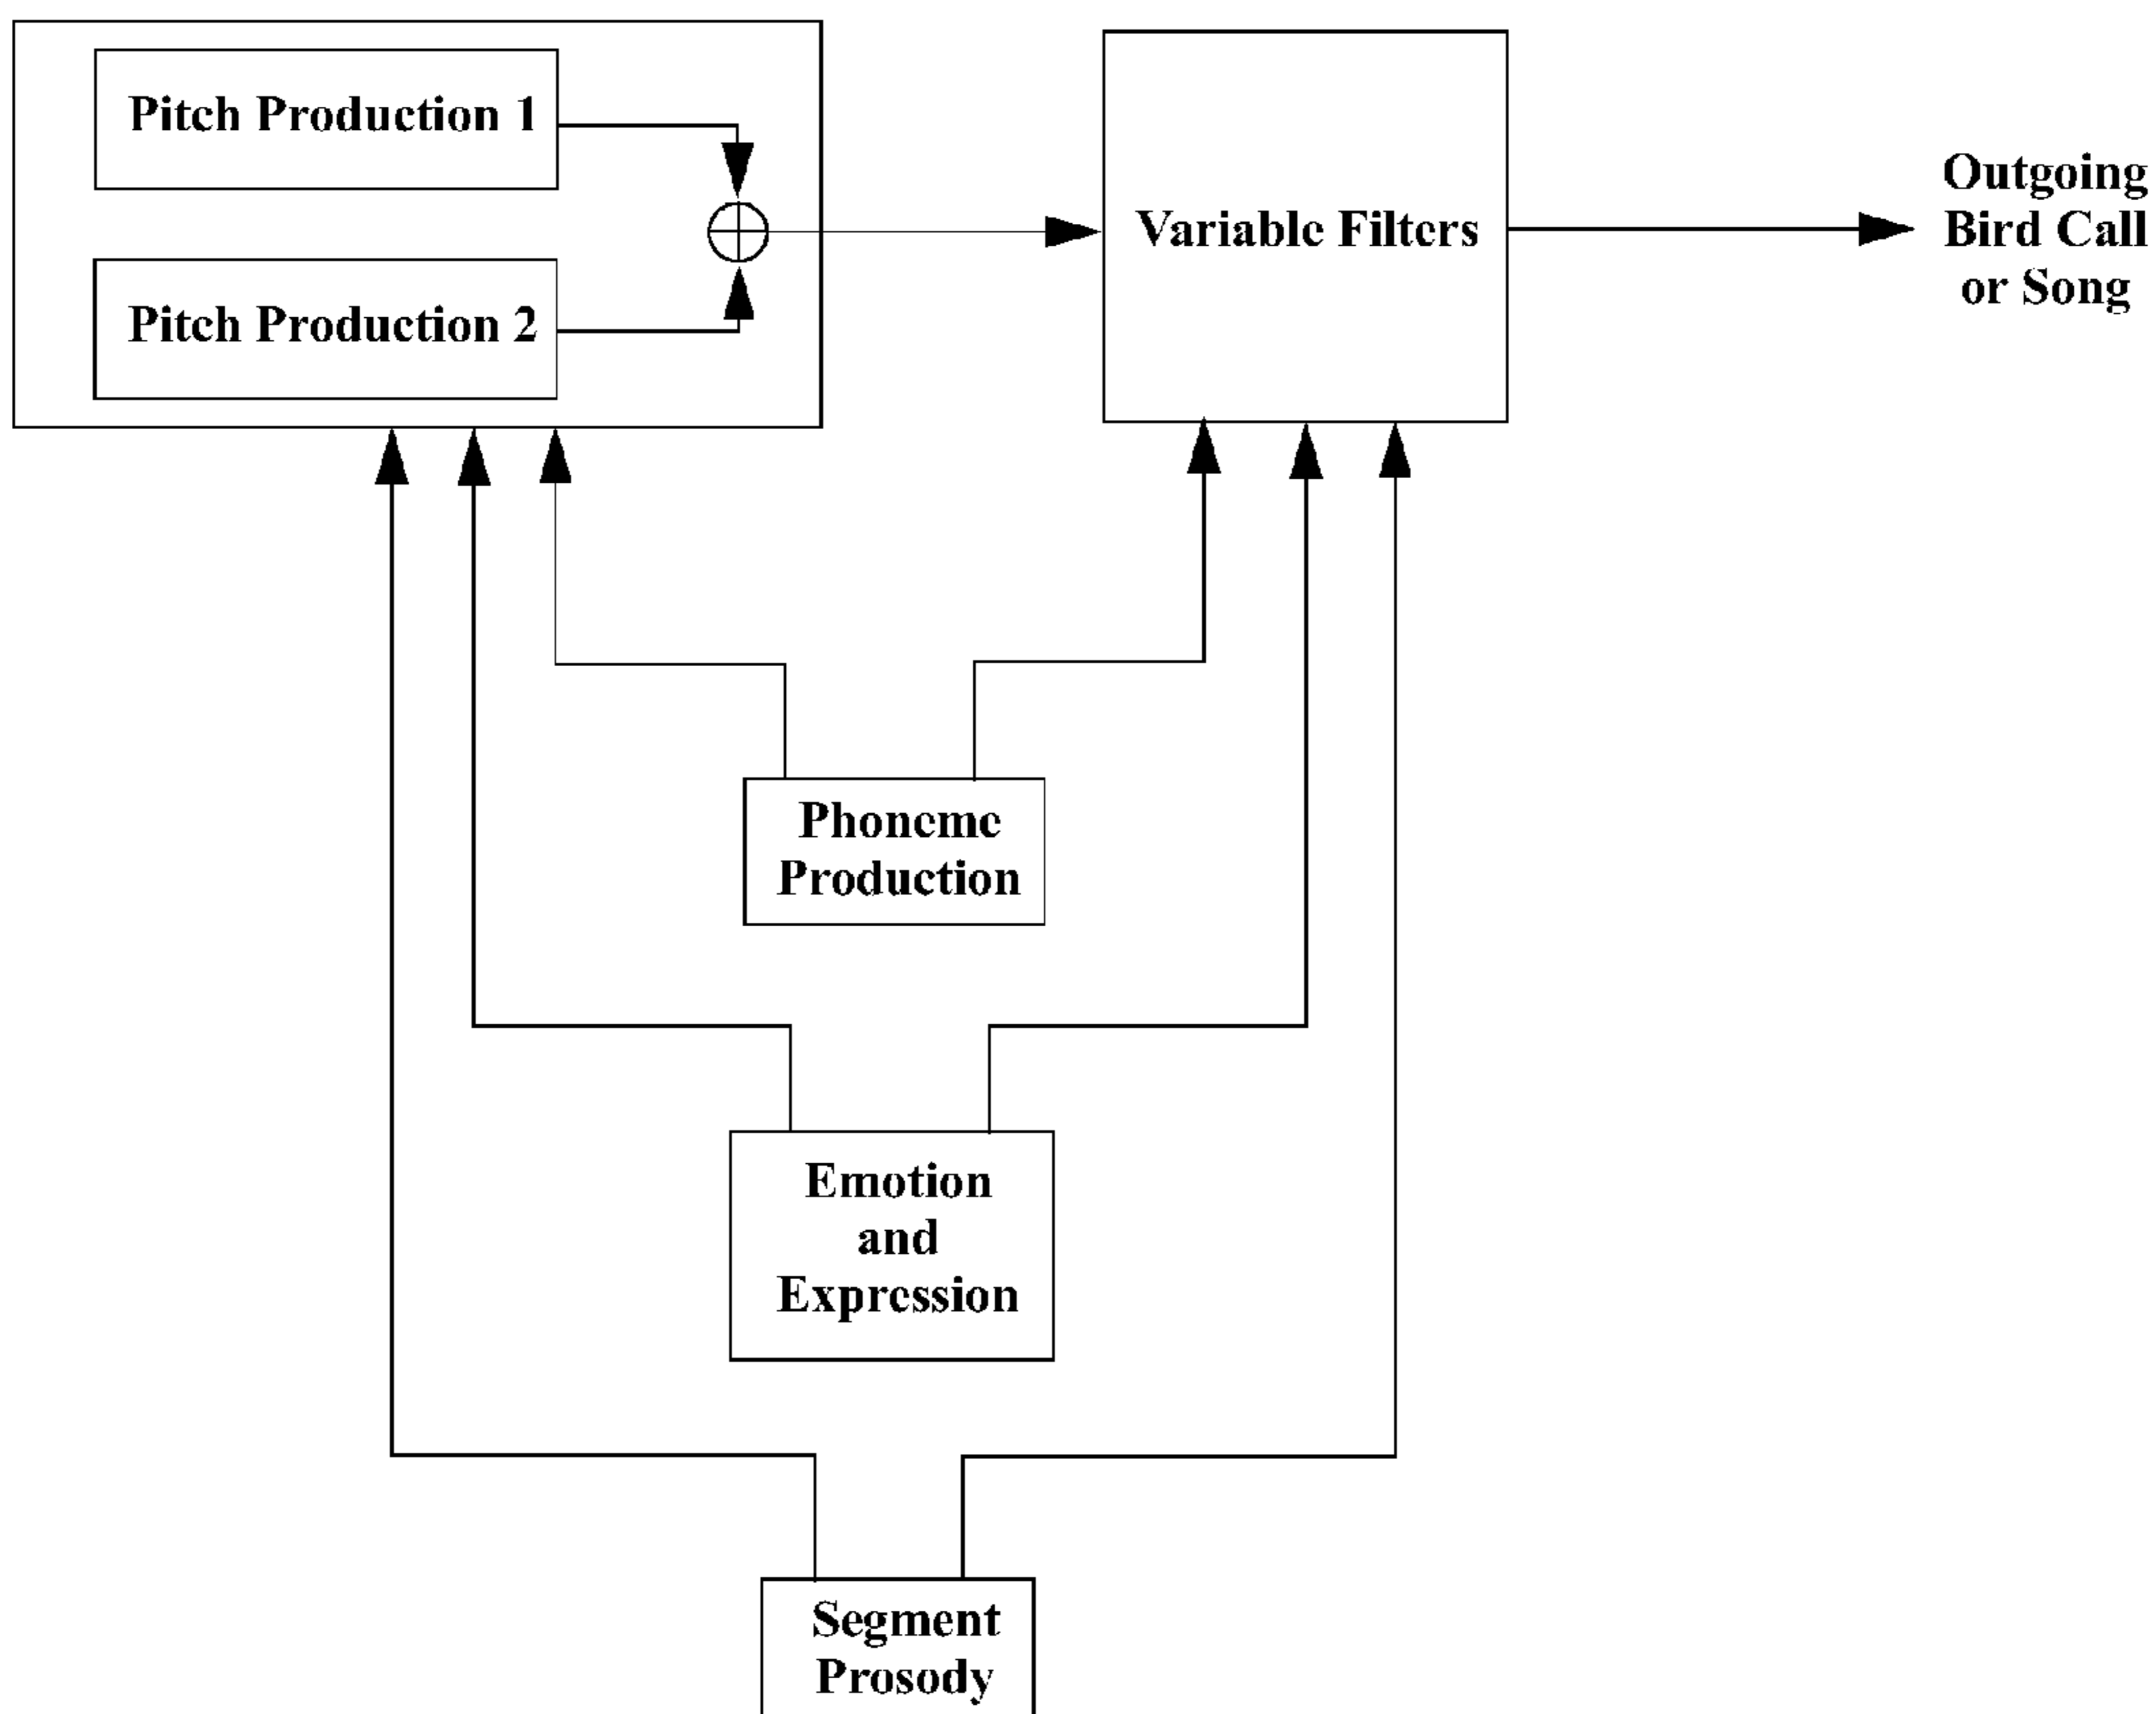 Pitch Production 1
Pitch Production 2
Variable Filters
Outgoing
Bird Call
or Song
Phoneme
Production
Emotion
and
Expression
Segment
Prosody